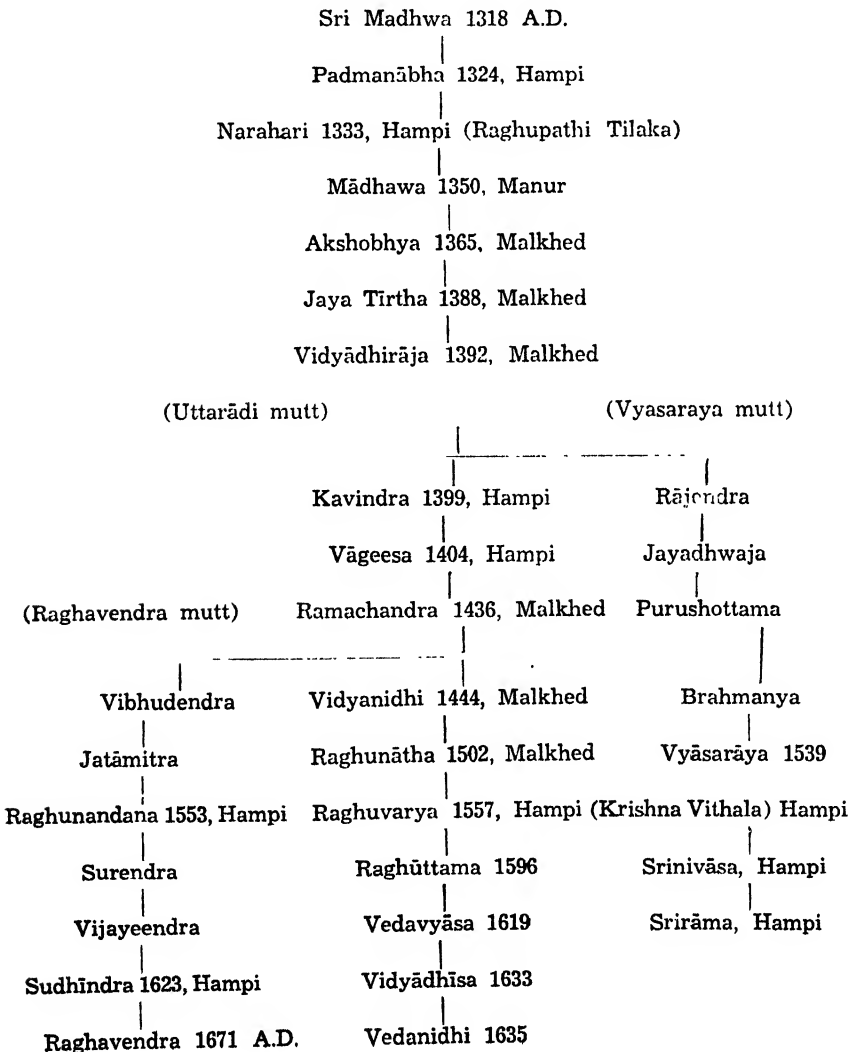 Sri Madhwa 1318 A.D.
Padmanābha 1324, Hampi
Narahari 1333, Hampi (Raghupathi Tilaka)
Mādhawa 1350, Manur
Akshobhya 1365, Malkhed
Jaya Tīrtha 1388, Malkhed
Vidyādhirāja 1392, Malkhed
(Uttarādi mutt) (Vyasaraya mutt)
Kavindra 1399, Hampi Rājendra
Vāgeesa 1404, Hampi Jayadhwaja
(Raghavendra mutt) Ramachandra 1436, Malkhed Purushottama
Vibhudendra Vidyanidhi 1444, Malkhed Brahmanya
Jatāmitra Raghunātha 1502, Malkhed Vyāsarāya 1539
Raghunandana 1553, Hampi Raghuvarya 1557, Hampi (Krishna Vithala) Hampi
Surendra Raghūttama 1596 Srinivāsa, Hampi
Vijayeendra Vedavyāsa 1619 Srirāma, Hampi
Sudhīndra 1623, Hampi Vidyādhīsa 1633
Raghavendra 1671 A.D. Vedanidhi 1635